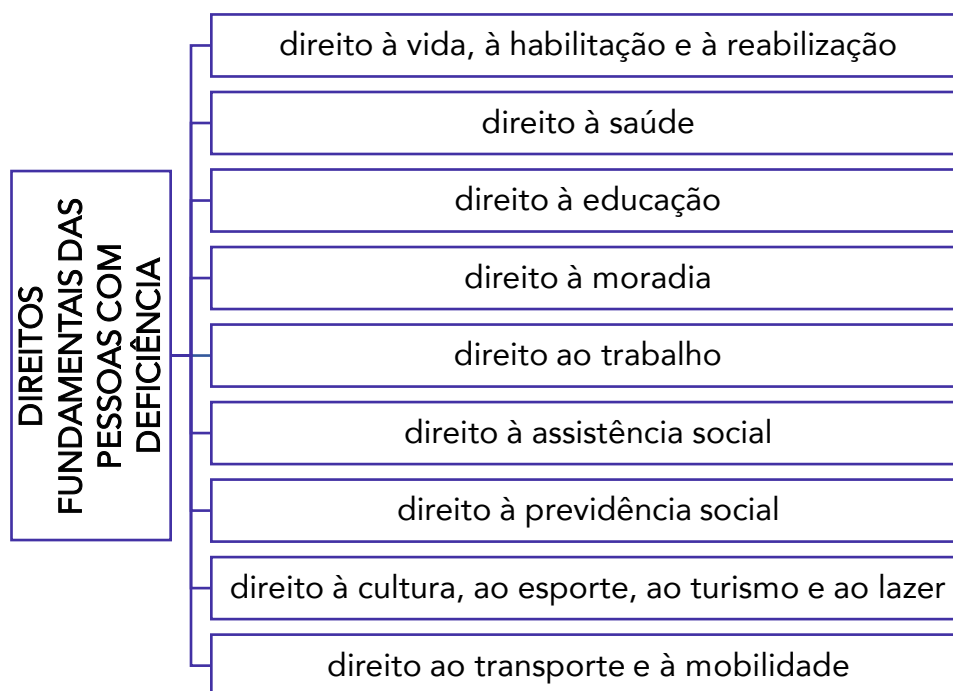 DIREITOS
FUNDAMENTAIS DAS
PESSOAS COM
DEFICIÊNCIA
direito à vida, à habilitação e à reabilização
direito à saúde
direito à educação
direito à moradia
direito ao trabalho
direito à assistência social
direito à previdência social
direito à cultura, ao esporte, ao turismo e ao lazer
direito ao transporte e à mobilidade